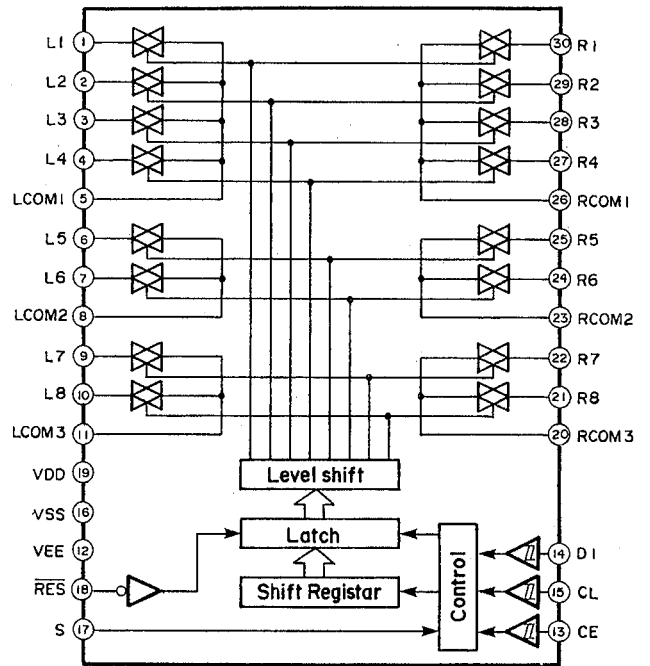 L1 1 30 R1
L2 2 29 R2
L3 3 28 R3
L4 4 27 R4
LCOM1 5 26 RCOM1
L5 6 25 R5
L6 7 24 R6
LCOM2 8 23 RCOM2
L7 9 22 R7
L8 10 21 R8
LCOM3 11 20 RCOM3
VDD 19 Level shift
VSS 16
Latch
VEE 12 14 DI
RES 18 Shift Registar Control 15 CL
S 17 13 CE